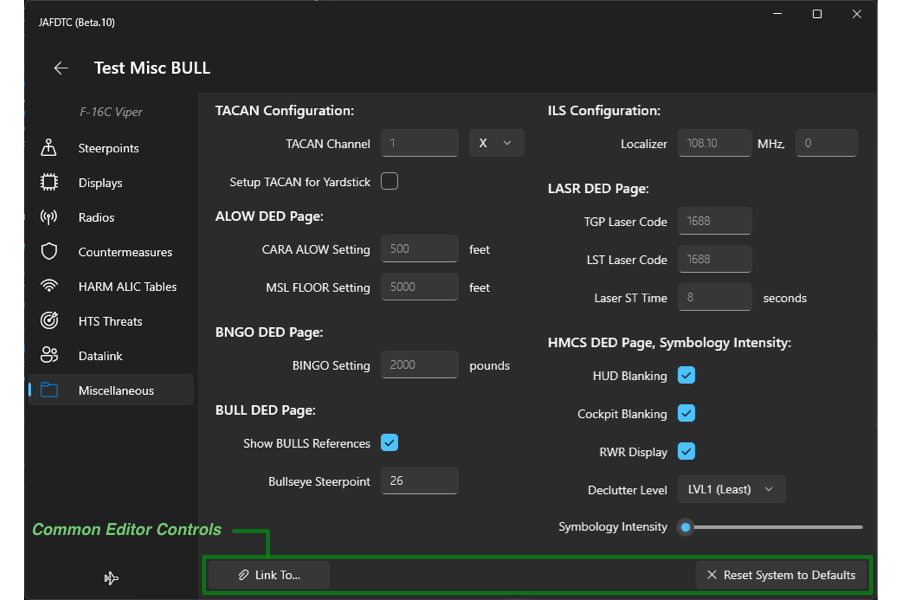 JAFDTC (Beta.10)
Test Misc BULL
F-16C Viper
Steerpoints
Displays
Radios
Countermeasures
HARM ALIC Tables
HTS Threats
Datalink
Miscellaneous
TACAN Configuration:
TACAN Channel 1 X
Setup TACAN for Yardstick
ALOW DED Page:
CARA ALOW Setting 500 feet
MSL FLOOR Setting 5000 feet
BNGO DED Page:
BINGO Setting 2000 pounds
BULL DED Page:
Show BULLS References
Bullseye Steerpoint 26
ILS Configuration:
Localizer 108.10 MHz, 0
LASR DED Page:
TGP Laser Code 1688
LST Laser Code 1688
Laser ST Time 8 seconds
HMCS DED Page, Symbology Intensity:
HUD Blanking
Cockpit Blanking
RWR Display
Declutter Level LVL1 (Least)
Symbology Intensity
Common Editor Controls
Link To...
Reset System to Defaults